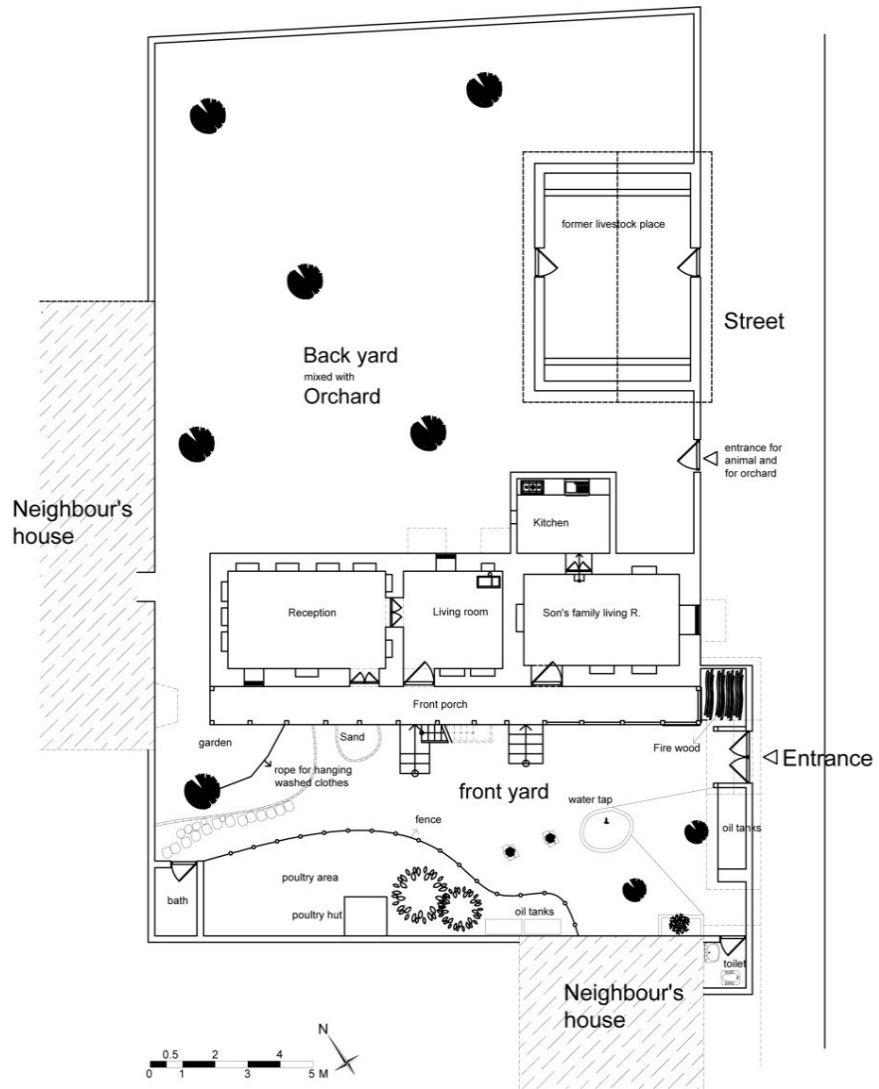 former livestock place
Street
Back yard
mixed with
Orchard
entrance for
animal and
for orchard
Neighbour's
house
Kitchen
Reception
Living room
Son's family living R.
Front porch
garden
Sand
Fire wood
Entrance
rope for hanging
washed clothes
front yard
water tap
fence
oil tanks
poultry area
bath
poultry hut
oil tanks
toilet
Neighbour's
house
N
0.5 2 4
0 1 3 5 M